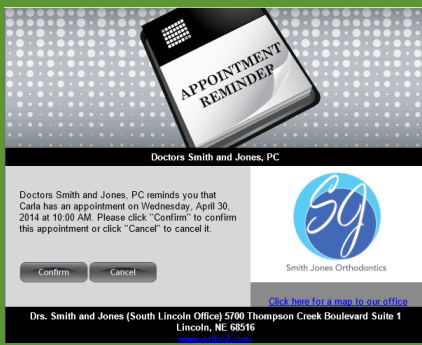 APPOINTMENT
REMINDER
Doctors Smith and Jones, PC
Doctors Smith and Jones, PC reminds you that
Carla has an appointment on Wednesday, April 30,
2014 at 10:00 AM. Please click "Confirm" to confirm
this appointment or click "Cancel" to cancel it.
Confirm
Cancel
SJ
Smith Jones Orthodontics
Click here for a map to our office
Drs. Smith and Jones (South Lincoln Office) 5700 Thompson Creek Boulevard Suite 1
Lincoln, NE 68516
www.ortho2.com